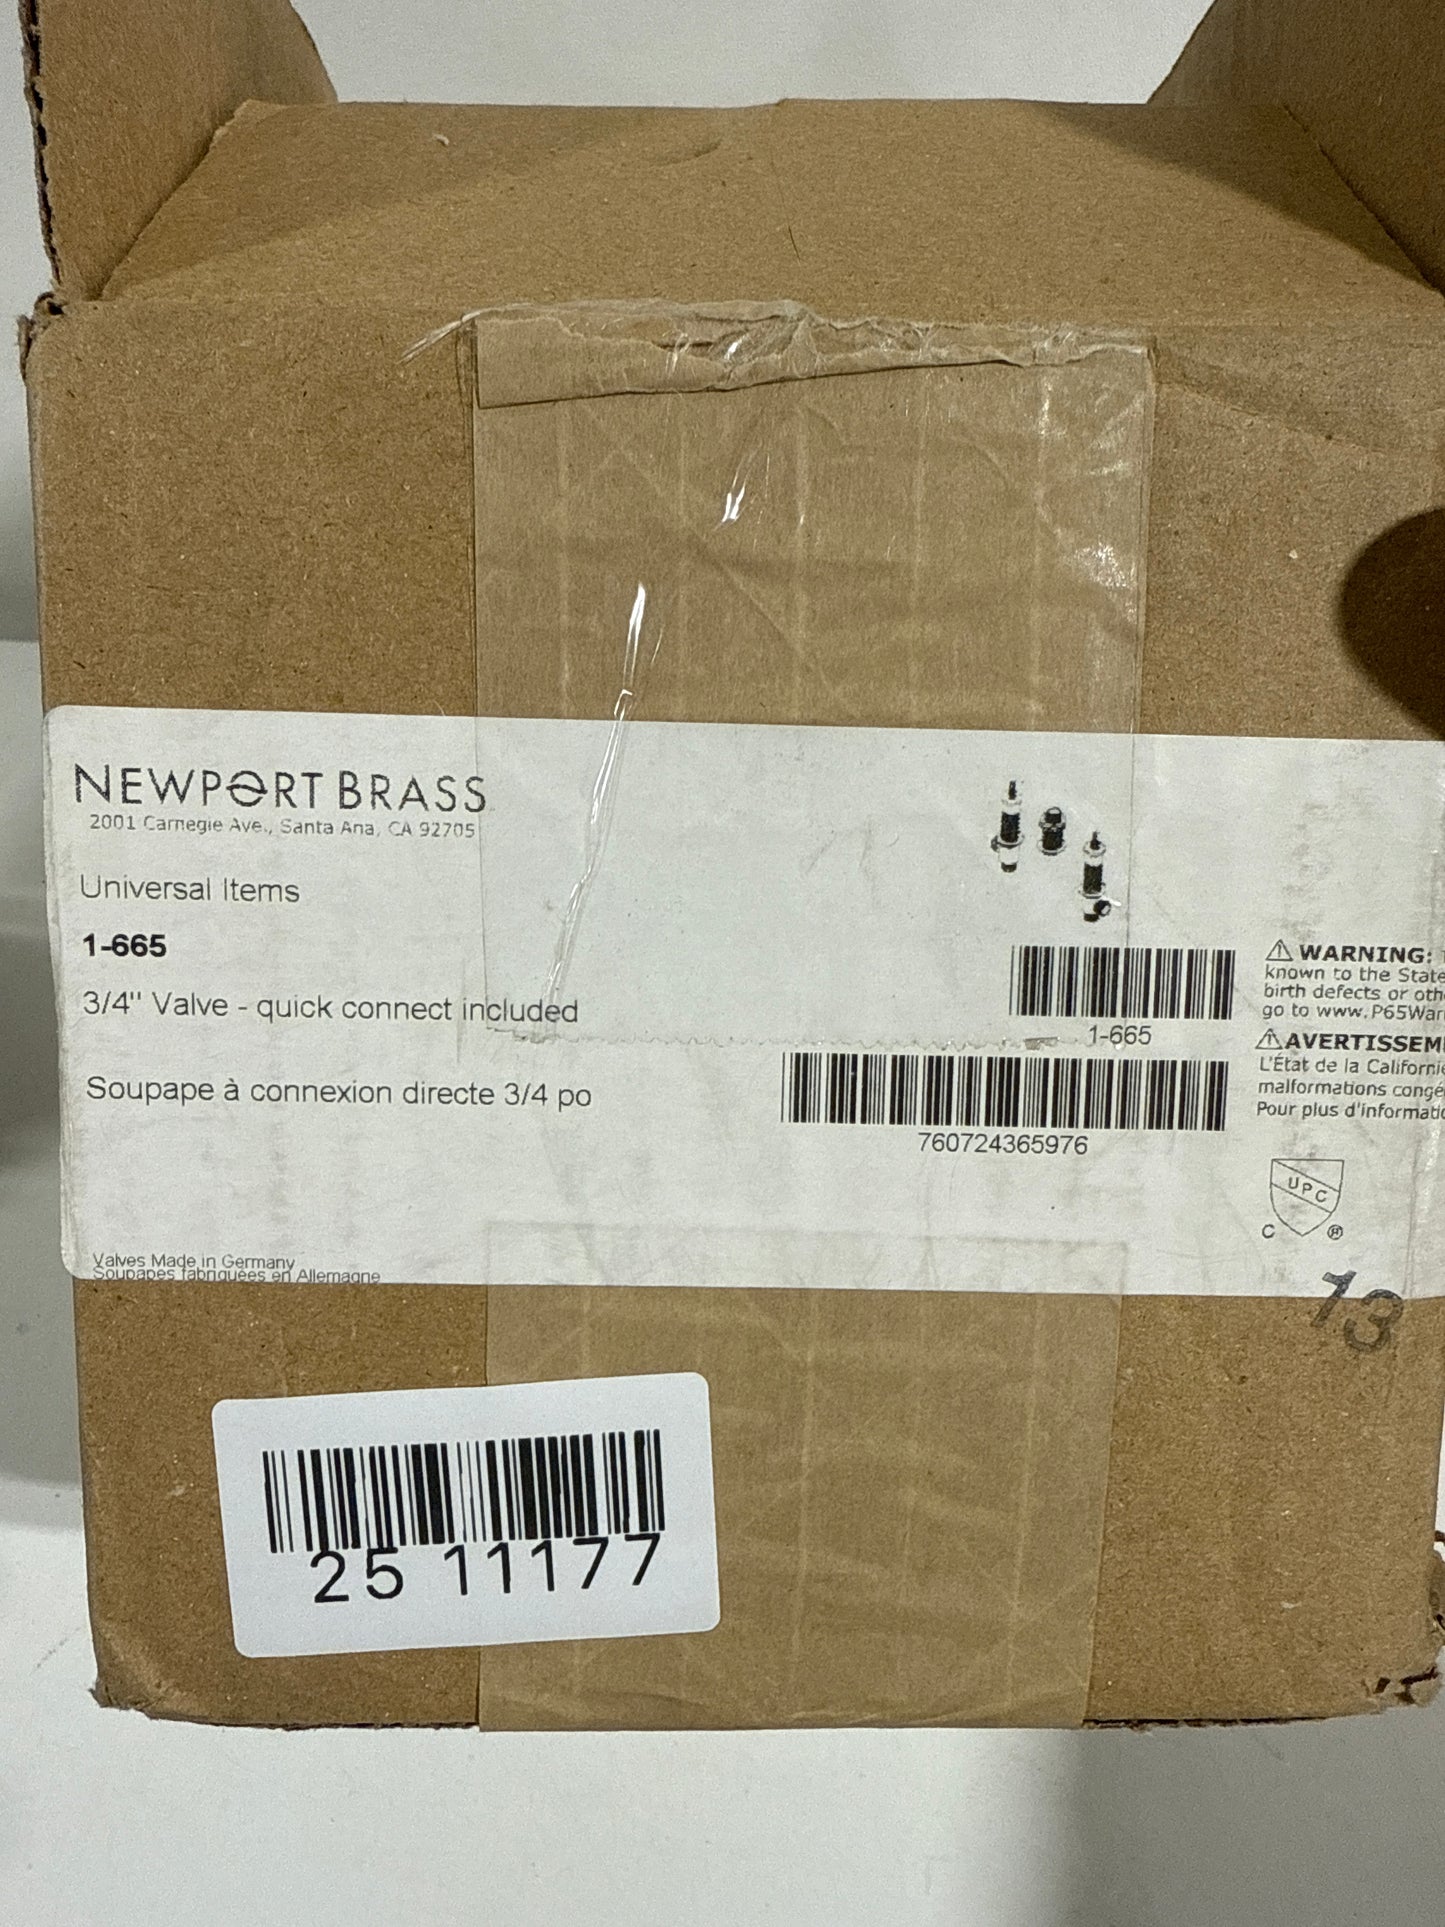 NEWPORT BRASS
2001 Carnegie Ave., Santa Ana, CA 92705
Universal Items
1-665
3/4" Valve - quick connect included
Soupape à connexion directe 3/4 po
Valves Made in Germany
Soupapes fabriquées en Allemagne
1-665
760724365976
⚠ WARNING:
known to the State
birth defects or oth
go to www.P65War
⚠AVERTISSEM
L'État de la Californie
malformations congé
Pour plus d'informatio
UPC
C ®
13
25 11177